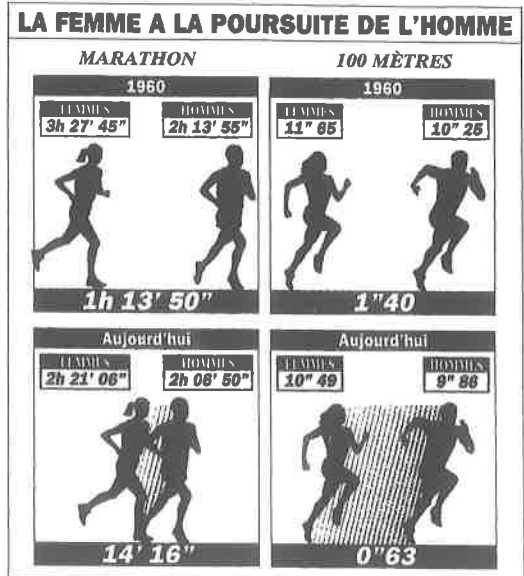 LA FEMME A LA POURSUITE DE L'HOMME
MARATHON
1960
FEMMES HOMMES
3h 27' 45" 2h 13' 55"
1h 13' 50"
100 MÈTRES
1960
FEMMES HOMMES
11" 65 10" 25
1"40
Aujourd'hui
FEMMES HOMMES
2h 21' 06" 2h 06' 50"
14' 16"
Aujourd'hui
FEMMES HOMMES
10" 49 9" 86
0"63